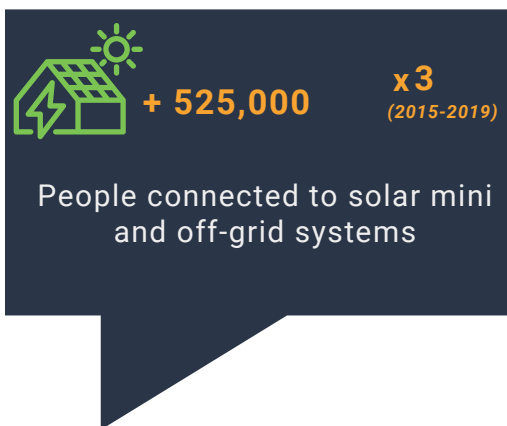 + 525,000
x3
(2015-2019)
People connected to solar mini
and off-grid systems